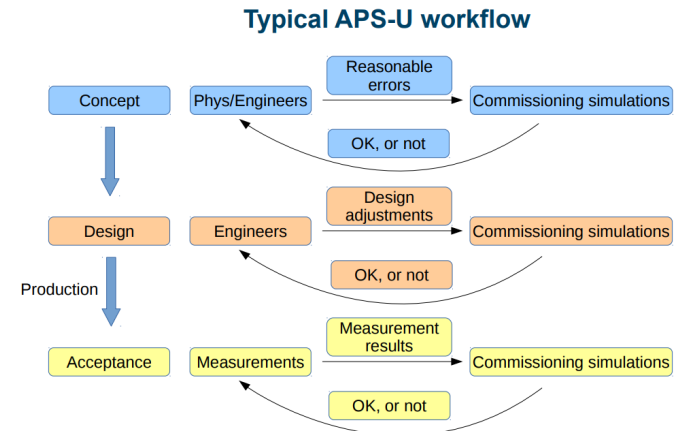 Typical APS-U workflow
Reasonable
errors
Concept
Phys/Engineers
Commissioning simulations
OK, or not
Design
adjustments
Design
Engineers
Commissioning simulations
OK, or not
Production
Measurement
results
Acceptance
Measurements
Commissioning simulations
OK, or not